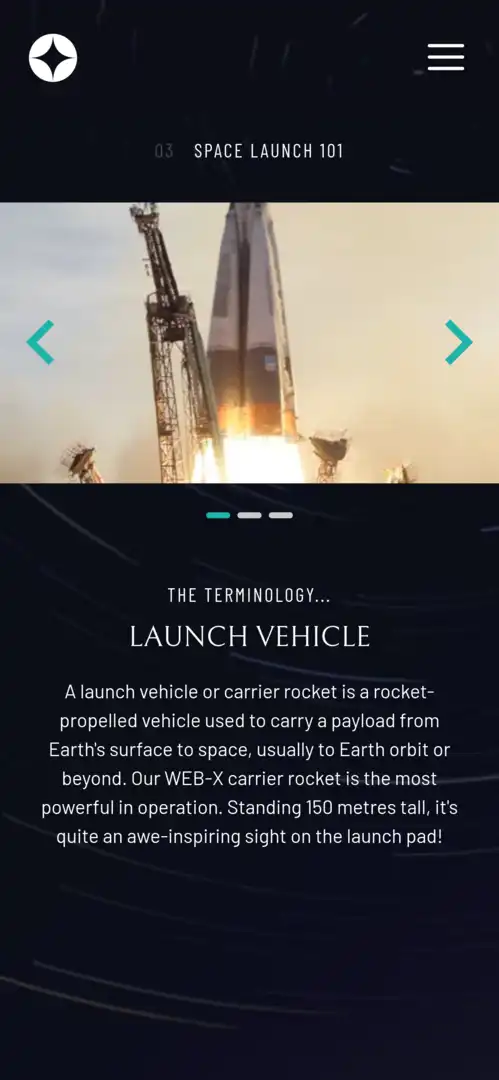 03 SPACE LAUNCH 101
THE TERMINOLOGY...
LAUNCH VEHICLE
A launch vehicle or carrier rocket is a rocket-
propelled vehicle used to carry a payload from
Earth's surface to space, usually to Earth orbit or
beyond. Our WEB-X carrier rocket is the most
powerful in operation. Standing 150 metres tall, it's
quite an awe-inspiring sight on the launch pad!